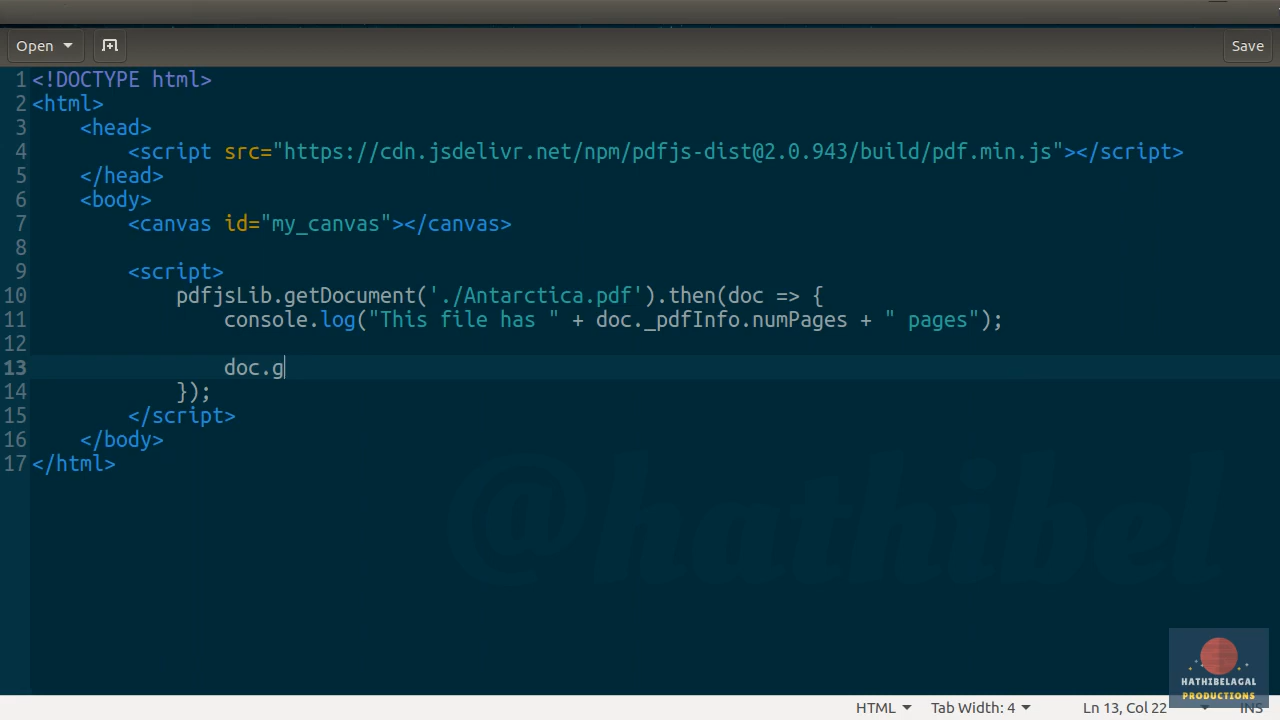 Open
Save
1 <!DOCTYPE html>
2 <html>
3     <head>
4         <script src="https://cdn.jsdelivr.net/npm/pdfjs-dist@2.0.943/build/pdf.min.js"></script>
5     </head>
6     <body>
7         <canvas id="my_canvas"></canvas>
8
9         <script>
10             pdfjsLib.getDocument('./Antarctica.pdf').then(doc => {
11                 console.log("This file has " + doc._pdfInfo.numPages + " pages");
12
13                 doc.g
14             });
15         </script>
16     </body>
17 </html>
@hathibel
HATHIBELAGAL
PRODUCTIONS
HTML Tab Width: 4 Ln 13, Col 22 INS